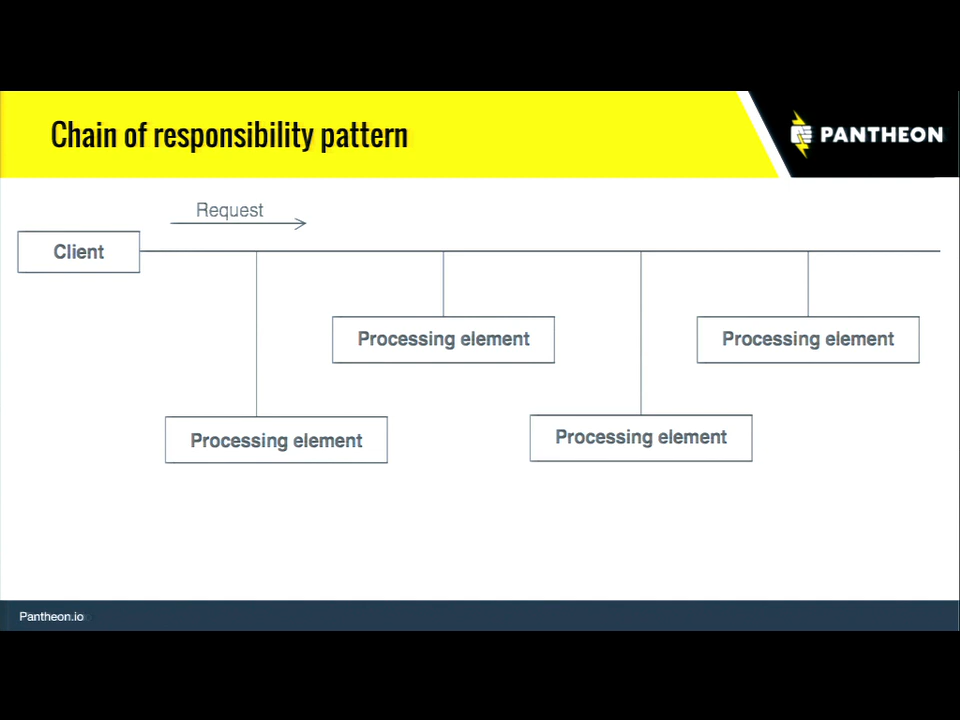 Chain of responsibility pattern
PANTHEON
Request
Client
Processing element
Processing element
Processing element
Processing element
Pantheon.io